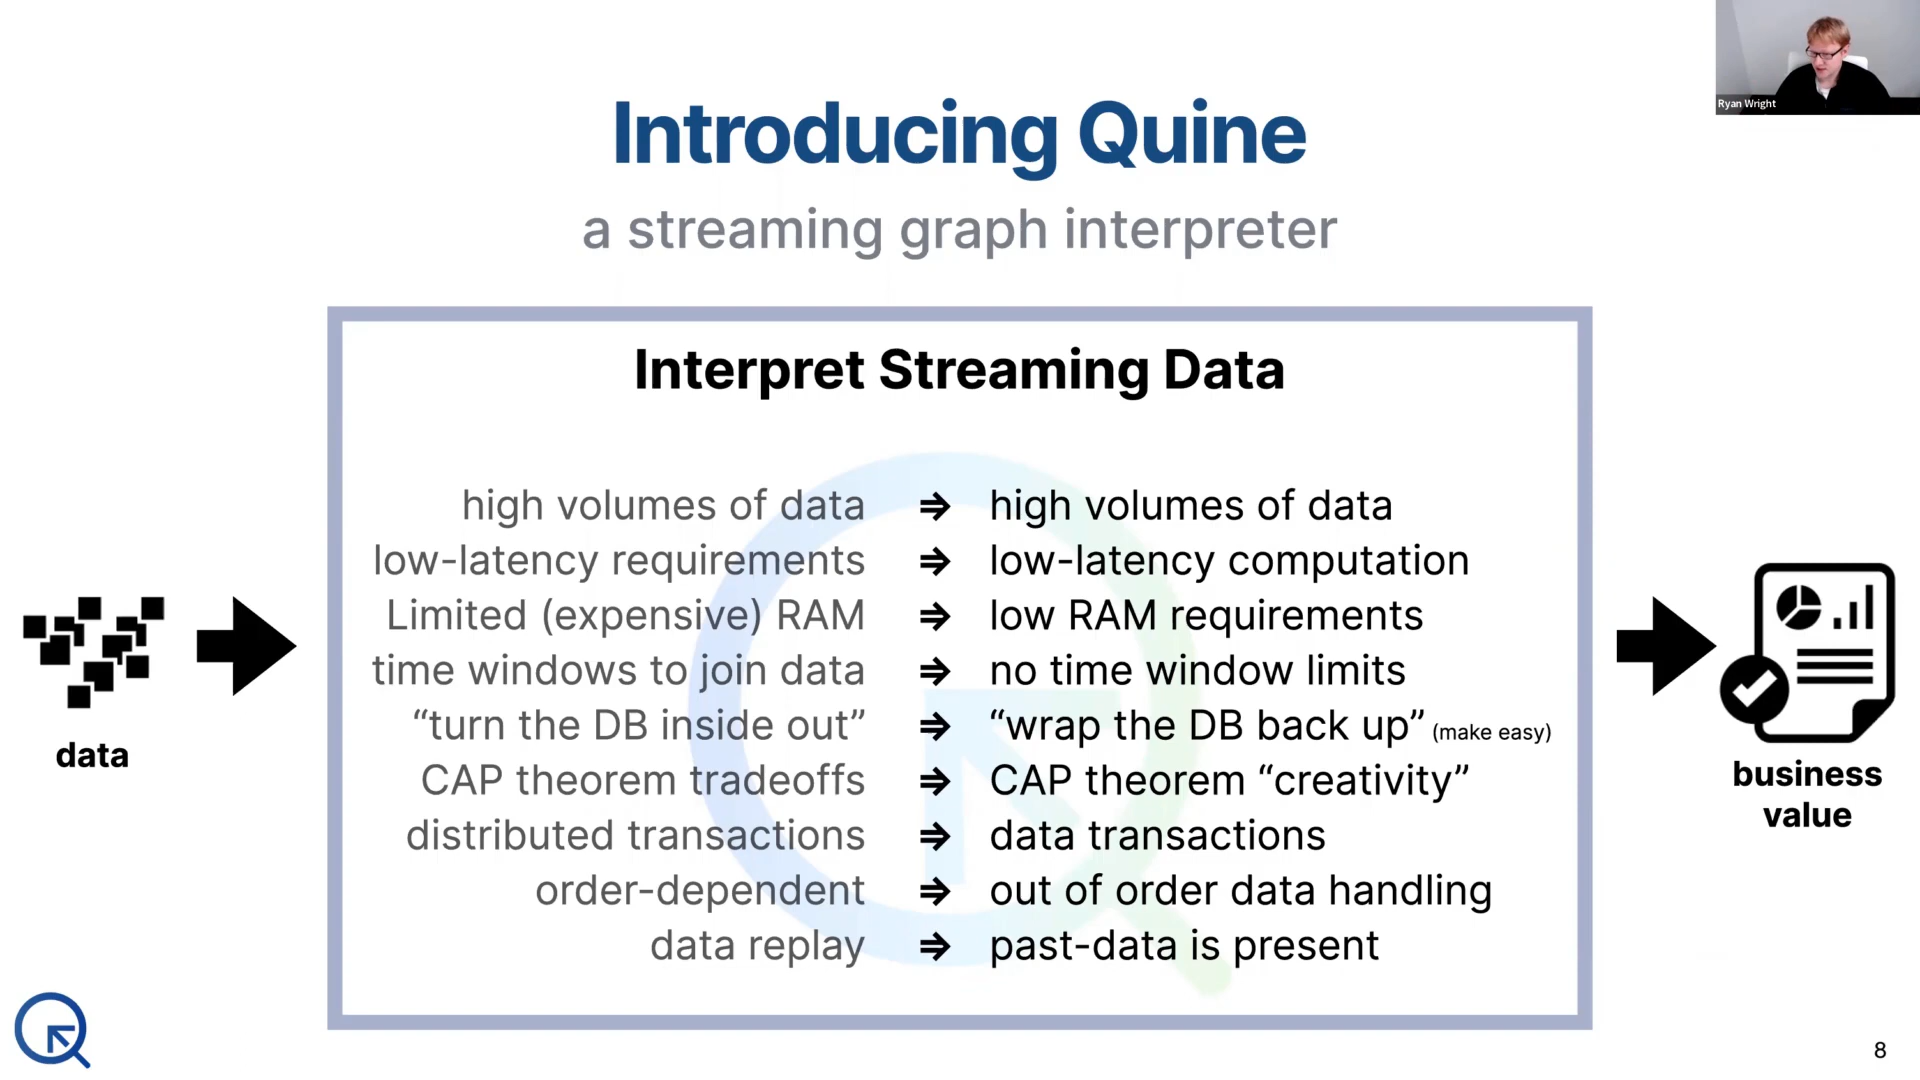 Ryan Wright
Introducing Quine
a streaming graph interpreter
Interpret Streaming Data
high volumes of data ⇒ high volumes of data
low-latency requirements ⇒ low-latency computation
Limited (expensive) RAM ⇒ low RAM requirements
time windows to join data ⇒ no time window limits
“turn the DB inside out” ⇒ “wrap the DB back up” (make easy)
CAP theorem tradeoffs ⇒ CAP theorem “creativity”
distributed transactions ⇒ data transactions
order-dependent ⇒ out of order data handling
data replay ⇒ past-data is present
data
business
value
8